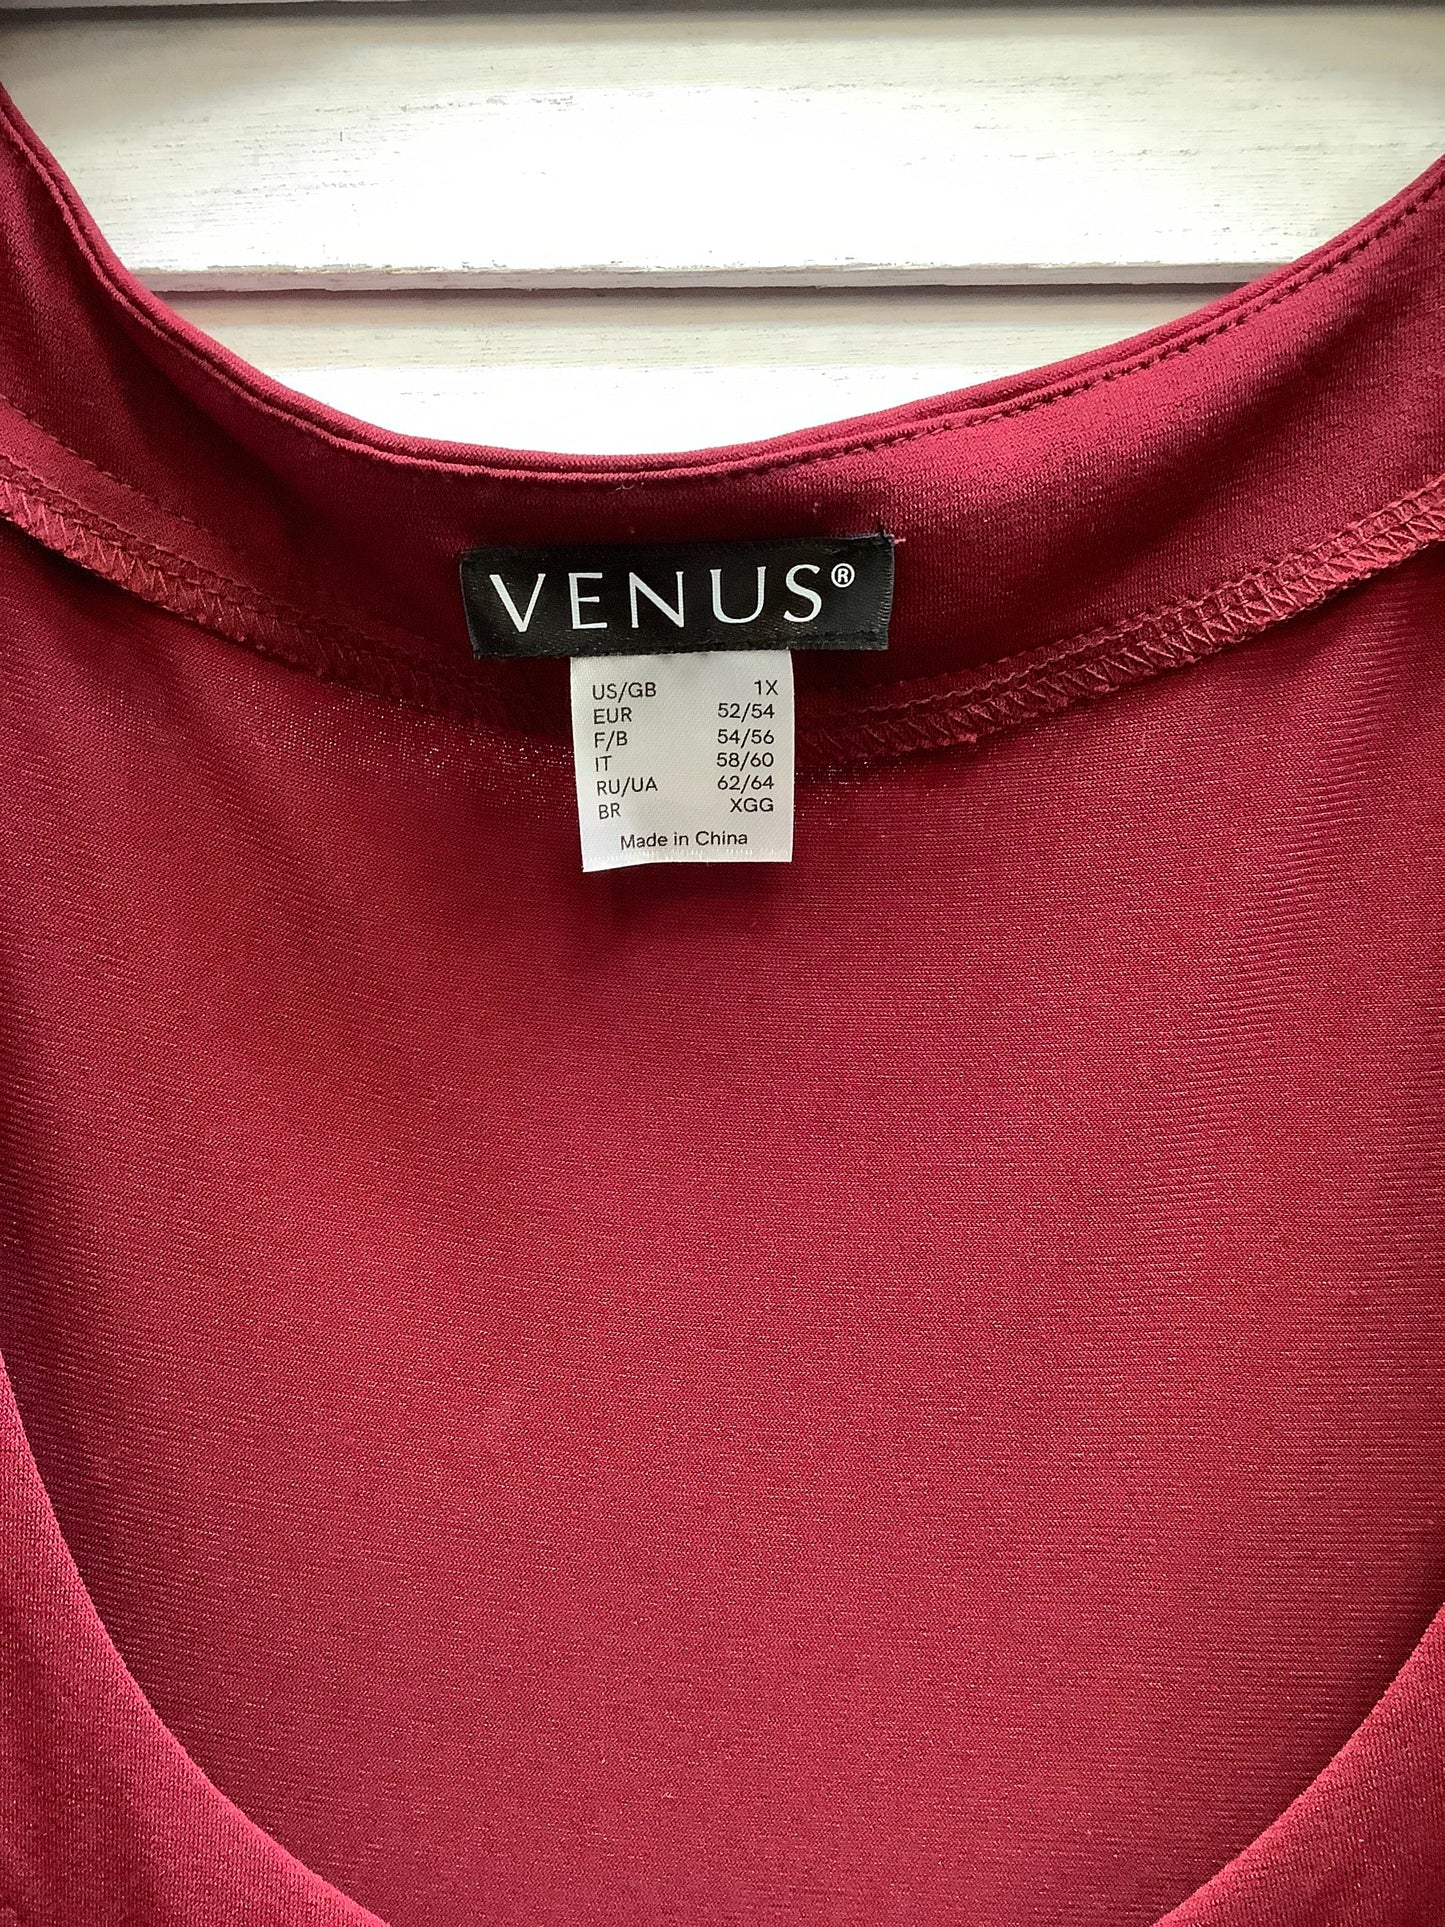 VENUS®
US/GB 1X
EUR 52/54
F/B 54/56
IT 58/60
RU/UA 62/64
BR XGG
Made in China